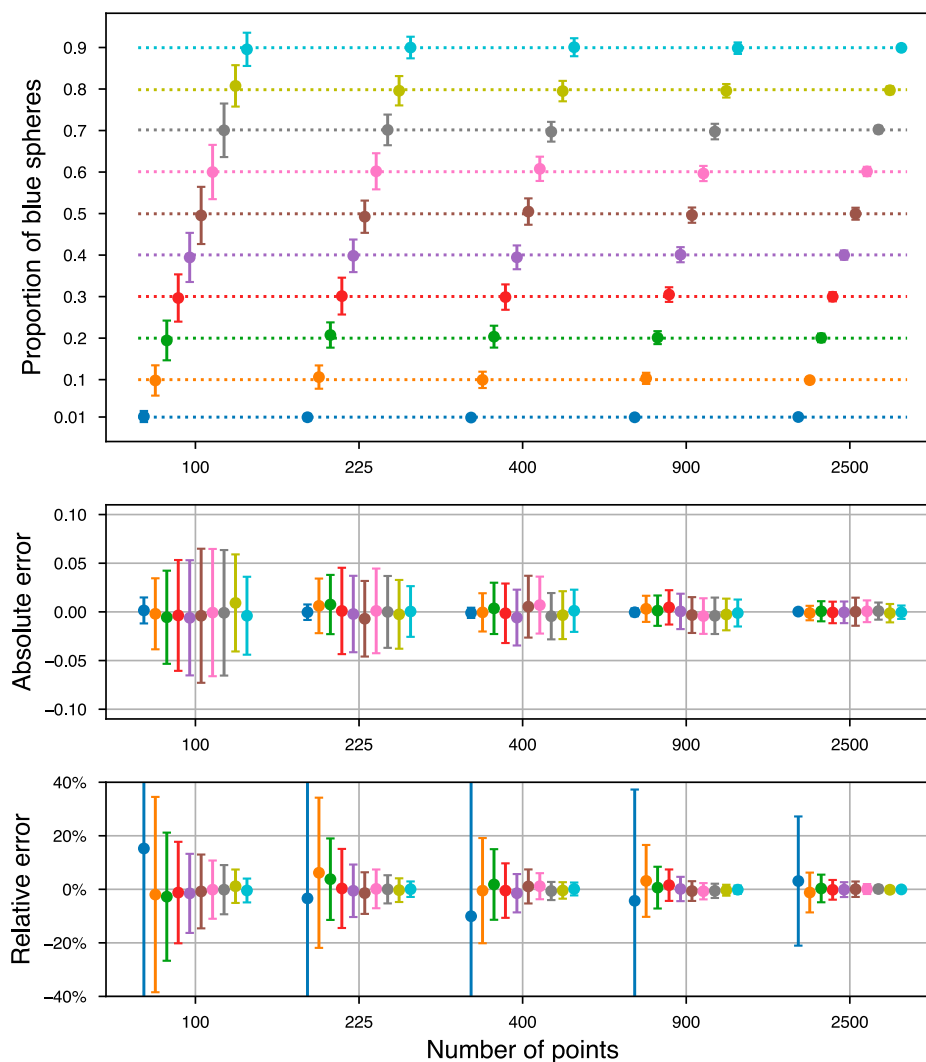 Proportion of blue spheres
0.9
0.8
0.7
0.6
0.5
0.4
0.3
0.2
0.1
0.01
100 225 400 900 2500
Absolute error
0.10
0.05
0.00
−0.05
−0.10
100 225 400 900 2500
Relative error
40%
20%
0%
−20%
−40%
100 225 400 900 2500
Number of points